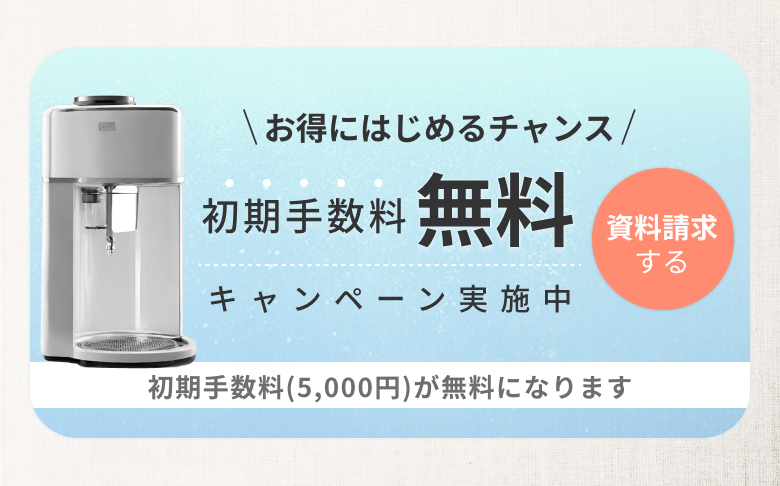 \ お得にはじめるチャンス /
初期手数料 無料
キャンペーン実施中
資料請求
する
初期手数料(5,000円)が無料になります